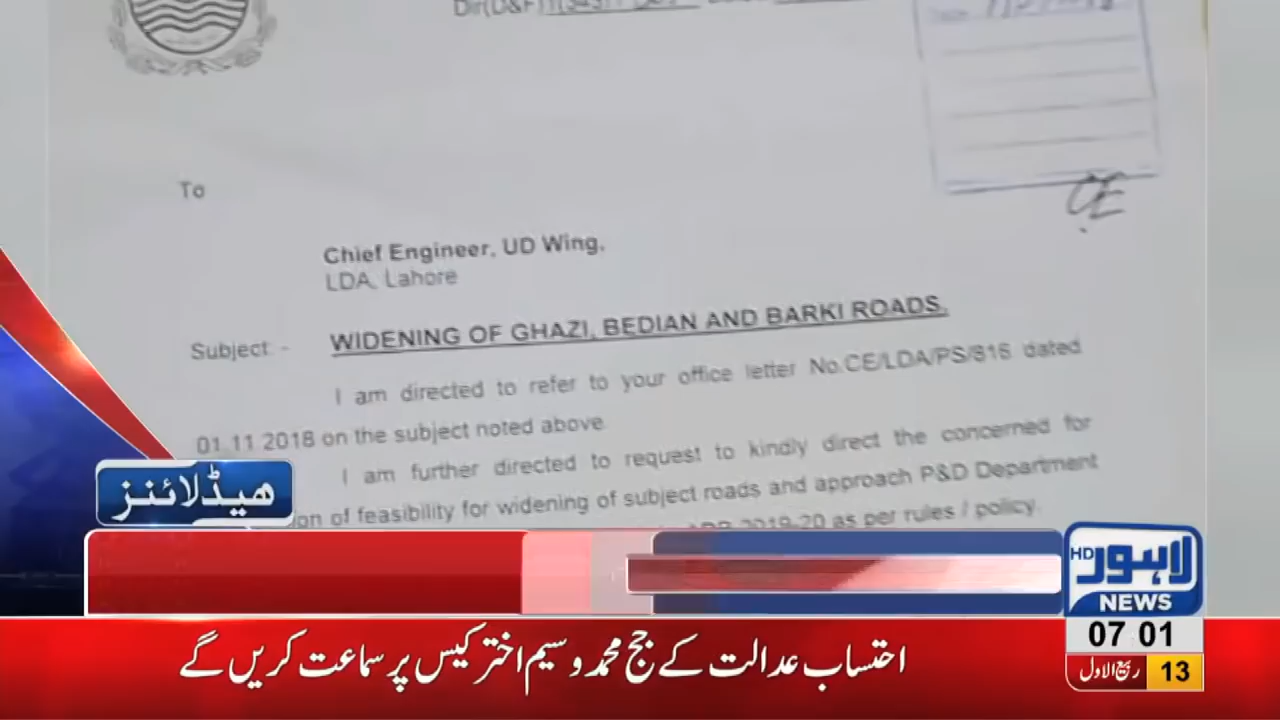 To
CE
Chief Engineer, UD Wing,
LDA, Lahore
Subject:- WIDENING OF GHAZI, BEDIAN AND BARKI ROADS.
I am directed to refer to your office letter No.CE/LDA/PS/816 dated
01.11.2018 on the subject noted above
I am further directed to request to kindly direct the concerned for
of feasibility for widening of subject roads and approach P&D Department
2019-20 as per rules / policy.
ہیڈلائنز
HD لاہور
NEWS
07 01
13 ربیع الاول
احتساب عدالت کے جج محمد وسیم اختر کیس پر سماعت کریں گے